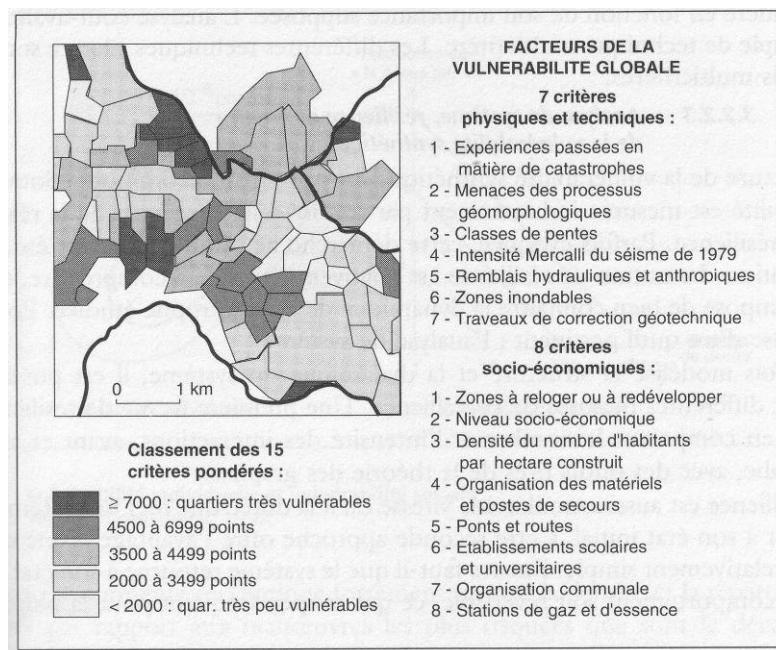 FACTEURS DE LA
VULNERABILITE GLOBALE
7 critères
physiques et techniques :
1 - Expériences passées en
matière de catastrophes
2 - Menaces des processus
géomorphologiques
3 - Classes de pentes
4 - Intensité Mercalli du séisme de 1979
5 - Remblais hydrauliques ou anthropiques
6 - Zones inondables
7 - Travaux de correction géotechnique
8 critères
socio-économiques :
1 - Zones à reloger ou à redévelopper
2 - Niveau socio-économique
3 - Densité du nombre d'habitants
par hectare construit
4 - Organisation des matériels
et postes de secours
5 - Ponts et routes
6 - Etablissements scolaires
et universitaires
7 - Organisation communale
8 - Stations de gaz et d'esence
1 km
Classement des 15
critères pondérés :
> 7000 : quartiers très vulnérables
4500 à 6999 points
3500 à 4499 points
2000 à 3499 points
< 2000 : quar. très peu vulnérables